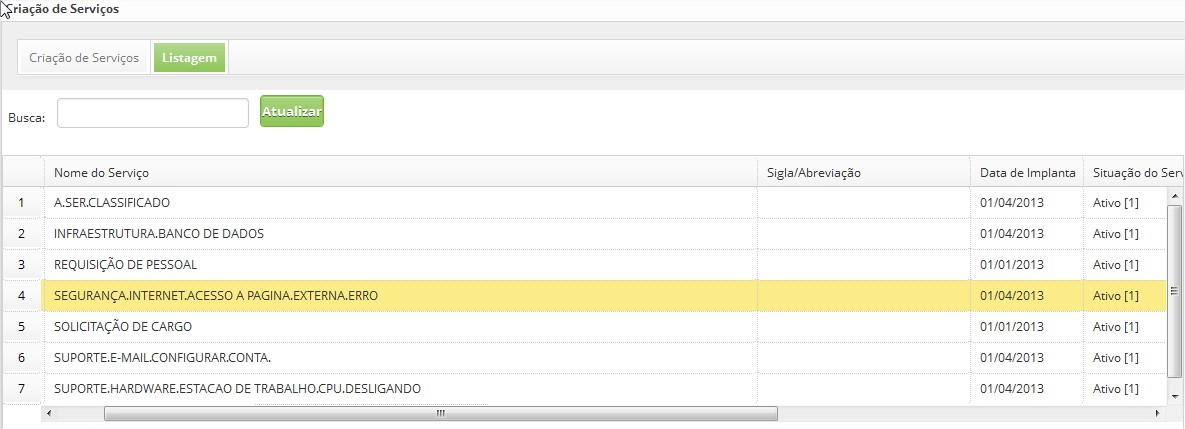 Criação de Serviços
Criação de Serviços Listagem
Busca: Atualizar
Nome do Serviço Sigla/Abreviação Data de Implanta Situação do Serv
1 A.SER.CLASSIFICADO 01/04/2013 Ativo [1]
2 INFRAESTRUTURA.BANCO DE DADOS 01/04/2013 Ativo [1]
3 REQUISIÇÃO DE PESSOAL 01/01/2013 Ativo [1]
4 SEGURANÇA.INTERNET.ACESSO A PAGINA.EXTERNA.ERRO 01/04/2013 Ativo [1]
5 SOLICITAÇÃO DE CARGO 01/01/2013 Ativo [1]
6 SUPORTE.E-MAIL.CONFIGURAR.CONTA. 01/04/2013 Ativo [1]
7 SUPORTE.HARDWARE.ESTACAO DE TRABALHO.CPU.DESLIGANDO 01/04/2013 Ativo [1]